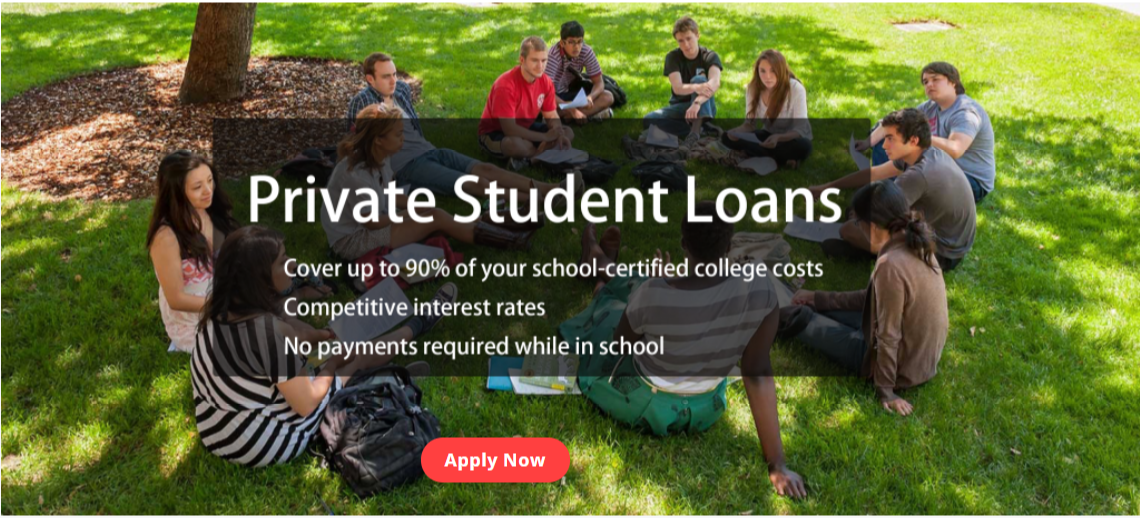 Private Student Loans
Cover up to 90% of your school-certified college costs
Competitive interest rates
No payments required while in school
Apply Now